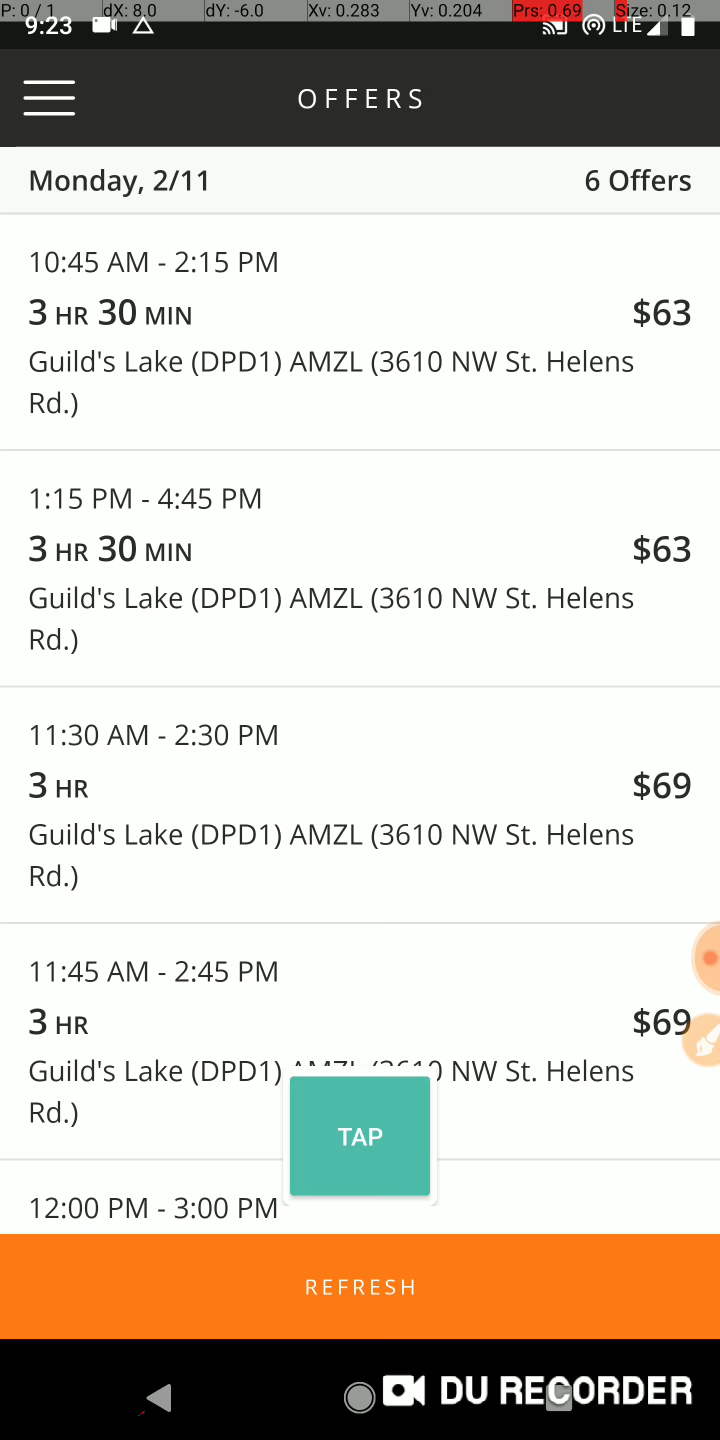 P: 0 / 1 dX: 8.0 dY: -6.0 Xv: 0.283 Yv: 0.204 Prs: 0.69 Size: 0.12
9:23 LTE
OFFERS
Monday, 2/11 6 Offers
10:45 AM - 2:15 PM
3 HR 30 MIN $63
Guild's Lake (DPD1) AMZL (3610 NW St. Helens
Rd.)
1:15 PM - 4:45 PM
3 HR 30 MIN $63
Guild's Lake (DPD1) AMZL (3610 NW St. Helens
Rd.)
11:30 AM - 2:30 PM
3 HR $69
Guild's Lake (DPD1) AMZL (3610 NW St. Helens
Rd.)
11:45 AM - 2:45 PM
3 HR $69
Guild's Lake (DPD1) AMZL (3610 NW St. Helens
Rd.)
TAP
12:00 PM - 3:00 PM
REFRESH
DU RECORDER